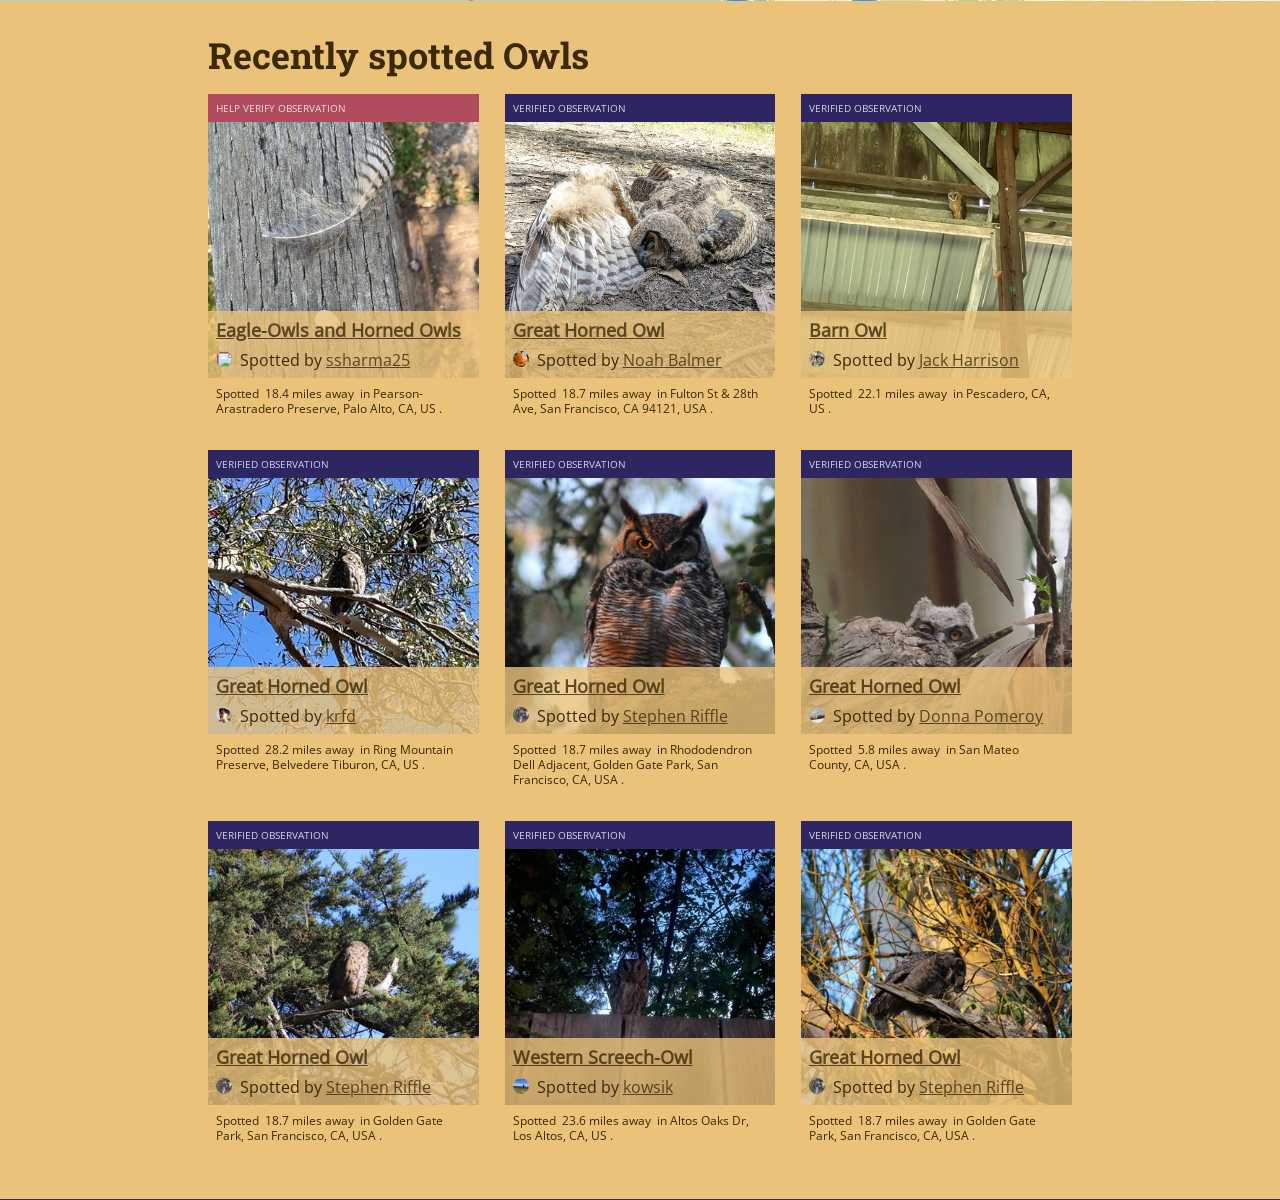 Recently spotted Owls
HELP VERIFY OBSERVATION
Eagle-Owls and Horned Owls
Spotted by ssharma25
Spotted 18.4 miles away in Pearson-
Arastradero Preserve, Palo Alto, CA, US .
VERIFIED OBSERVATION
Great Horned Owl
Spotted by Noah Balmer
Spotted 18.7 miles away in Fulton St & 28th
Ave, San Francisco, CA 94121, USA .
VERIFIED OBSERVATION
Barn Owl
Spotted by Jack Harrison
Spotted 22.1 miles away in Pescadero, CA,
US .
VERIFIED OBSERVATION
Great Horned Owl
Spotted by krfd
Spotted 28.2 miles away in Ring Mountain
Preserve, Belvedere Tiburon, CA, US .
VERIFIED OBSERVATION
Great Horned Owl
Spotted by Stephen Riffle
Spotted 18.7 miles away in Rhododendron
Dell Adjacent, Golden Gate Park, San
Francisco, CA, USA .
VERIFIED OBSERVATION
Great Horned Owl
Spotted by Donna Pomeroy
Spotted 5.8 miles away in San Mateo
County, CA, USA .
VERIFIED OBSERVATION
Great Horned Owl
Spotted by Stephen Riffle
Spotted 18.7 miles away in Golden Gate
Park, San Francisco, CA, USA .
VERIFIED OBSERVATION
Western Screech-Owl
Spotted by kowsik
Spotted 23.6 miles away in Altos Oaks Dr,
Los Altos, CA, US .
VERIFIED OBSERVATION
Great Horned Owl
Spotted by Stephen Riffle
Spotted 18.7 miles away in Golden Gate
Park, San Francisco, CA, USA .